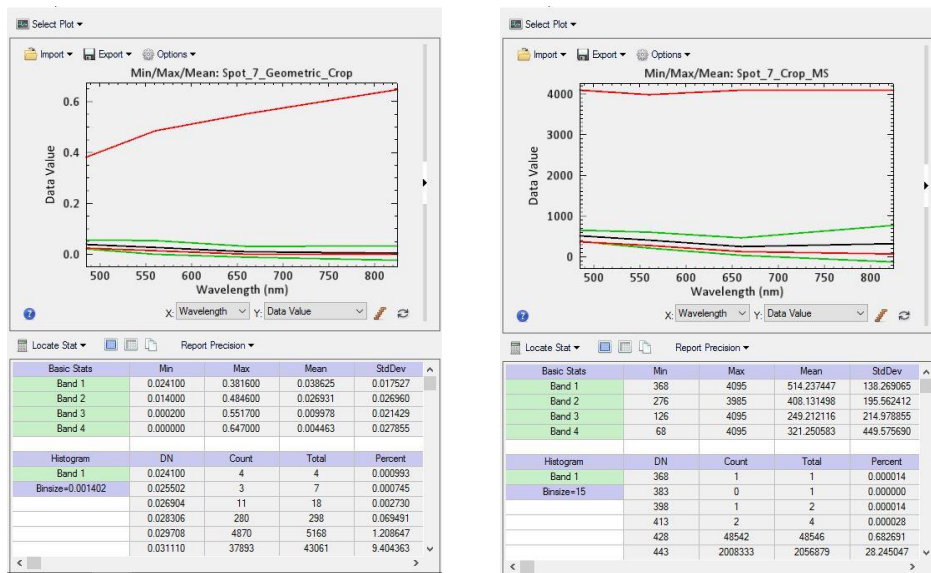 Select Plot
Import Export Options
Min/Max/Mean: Spot_7_Geometric_Crop
Data Value
0.6
0.4
0.2
0.0
500 550 600 650 700 750 800
Wavelength (nm)
X: Wavelength Y: Data Value
Locate Stat Report Precision
Basic Stats Min Max Mean StdDev
Band 1 0.024100 0.381600 0.038625 0.017527
Band 2 0.014000 0.484600 0.026931 0.026960
Band 3 0.000200 0.551700 0.009978 0.021429
Band 4 0.000000 0.647000 0.004463 0.027855
Histogram DN Count Total Percent
Band 1 0.024100 4 4 0.000993
Binsize=0.001402 0.025502 3 7 0.000745
0.026904 11 18 0.002730
0.028306 280 298 0.069491
0.029708 4870 5168 1.208647
0.031110 37893 43061 9.404363
Select Plot
Import Export Options
Min/Max/Mean: Spot_7_Crop_MS
Data Value
4000
3000
2000
1000
0
500 550 600 650 700 750 800
Wavelength (nm)
X: Wavelength Y: Data Value
Locate Stat Report Precision
Basic Stats Min Max Mean StdDev
Band 1 368 4095 514.237447 138.269065
Band 2 276 3985 408.131498 195.562412
Band 3 126 4095 249.212116 214.978855
Band 4 68 4095 321.250583 449.575690
Histogram DN Count Total Percent
Band 1 368 1 1 0.000014
Binsize=15 383 0 1 0.000000
398 1 2 0.000014
413 2 4 0.000028
428 48542 48546 0.682691
443 2008333 2056879 28.245047